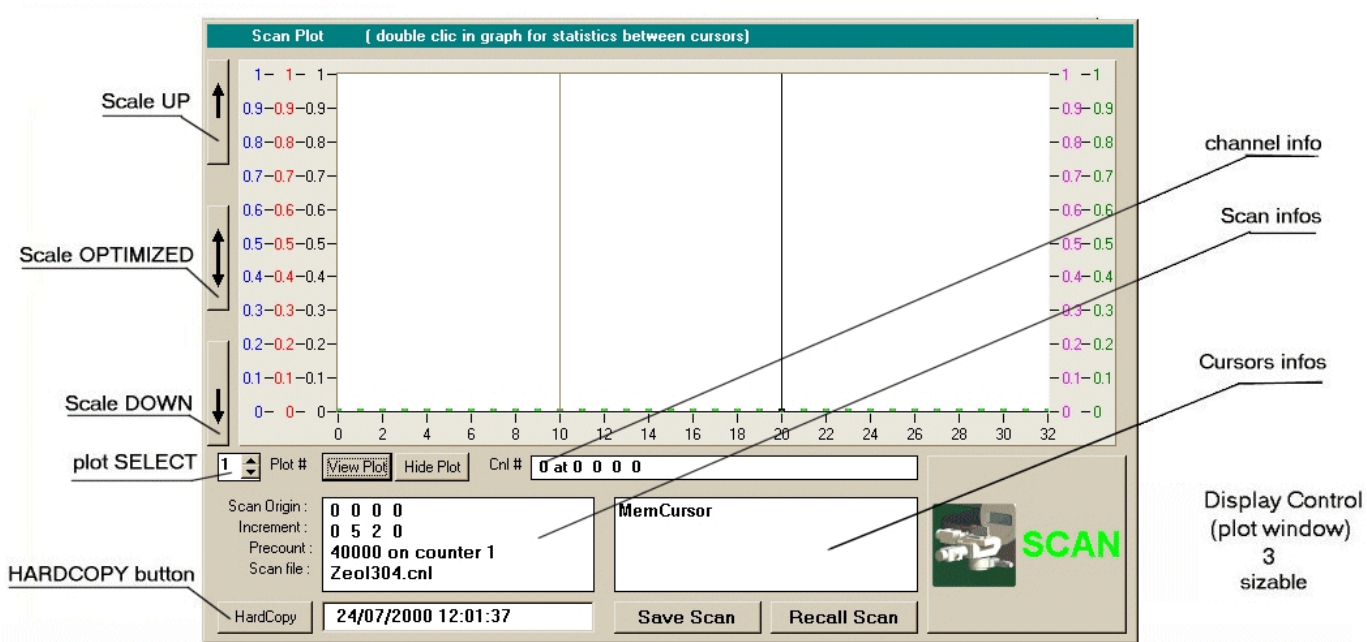 Scan Plot ( double clic in graph for statistics between cursors)
1 1 1 1 1
Scale UP
0.9 0.9 0.9 0.9 0.9
0.8 0.8 0.8 0.8 0.8
channel info
0.7 0.7 0.7 0.7 0.7
0.6 0.6 0.6 0.6 0.6
Scan infos
0.5 0.5 0.5 0.5 0.5
Scale OPTIMIZED
0.4 0.4 0.4 0.4 0.4
0.3 0.3 0.3 0.3 0.3
0.2 0.2 0.2 0.2 0.2
Cursors infos
0.1 0.1 0.1 0.1 0.1
Scale DOWN
0 0 0 0 0
0 2 4 6 8 10 12 14 16 18 20 22 24 26 28 30 32
plot SELECT
1 Plot # View Plot Hide Plot Cnl # 0 at 0 0 0 0
Scan Origin : 0 0 0 0
Increment : 0 5 2 0
Precount : 40000 on counter 1
Scan file : Zeol304.cnl
MemCursor
SCAN
Display Control
(plot window)
3
sizable
HARDCOPY button
HardCopy 24/07/2000 12:01:37 Save Scan Recall Scan